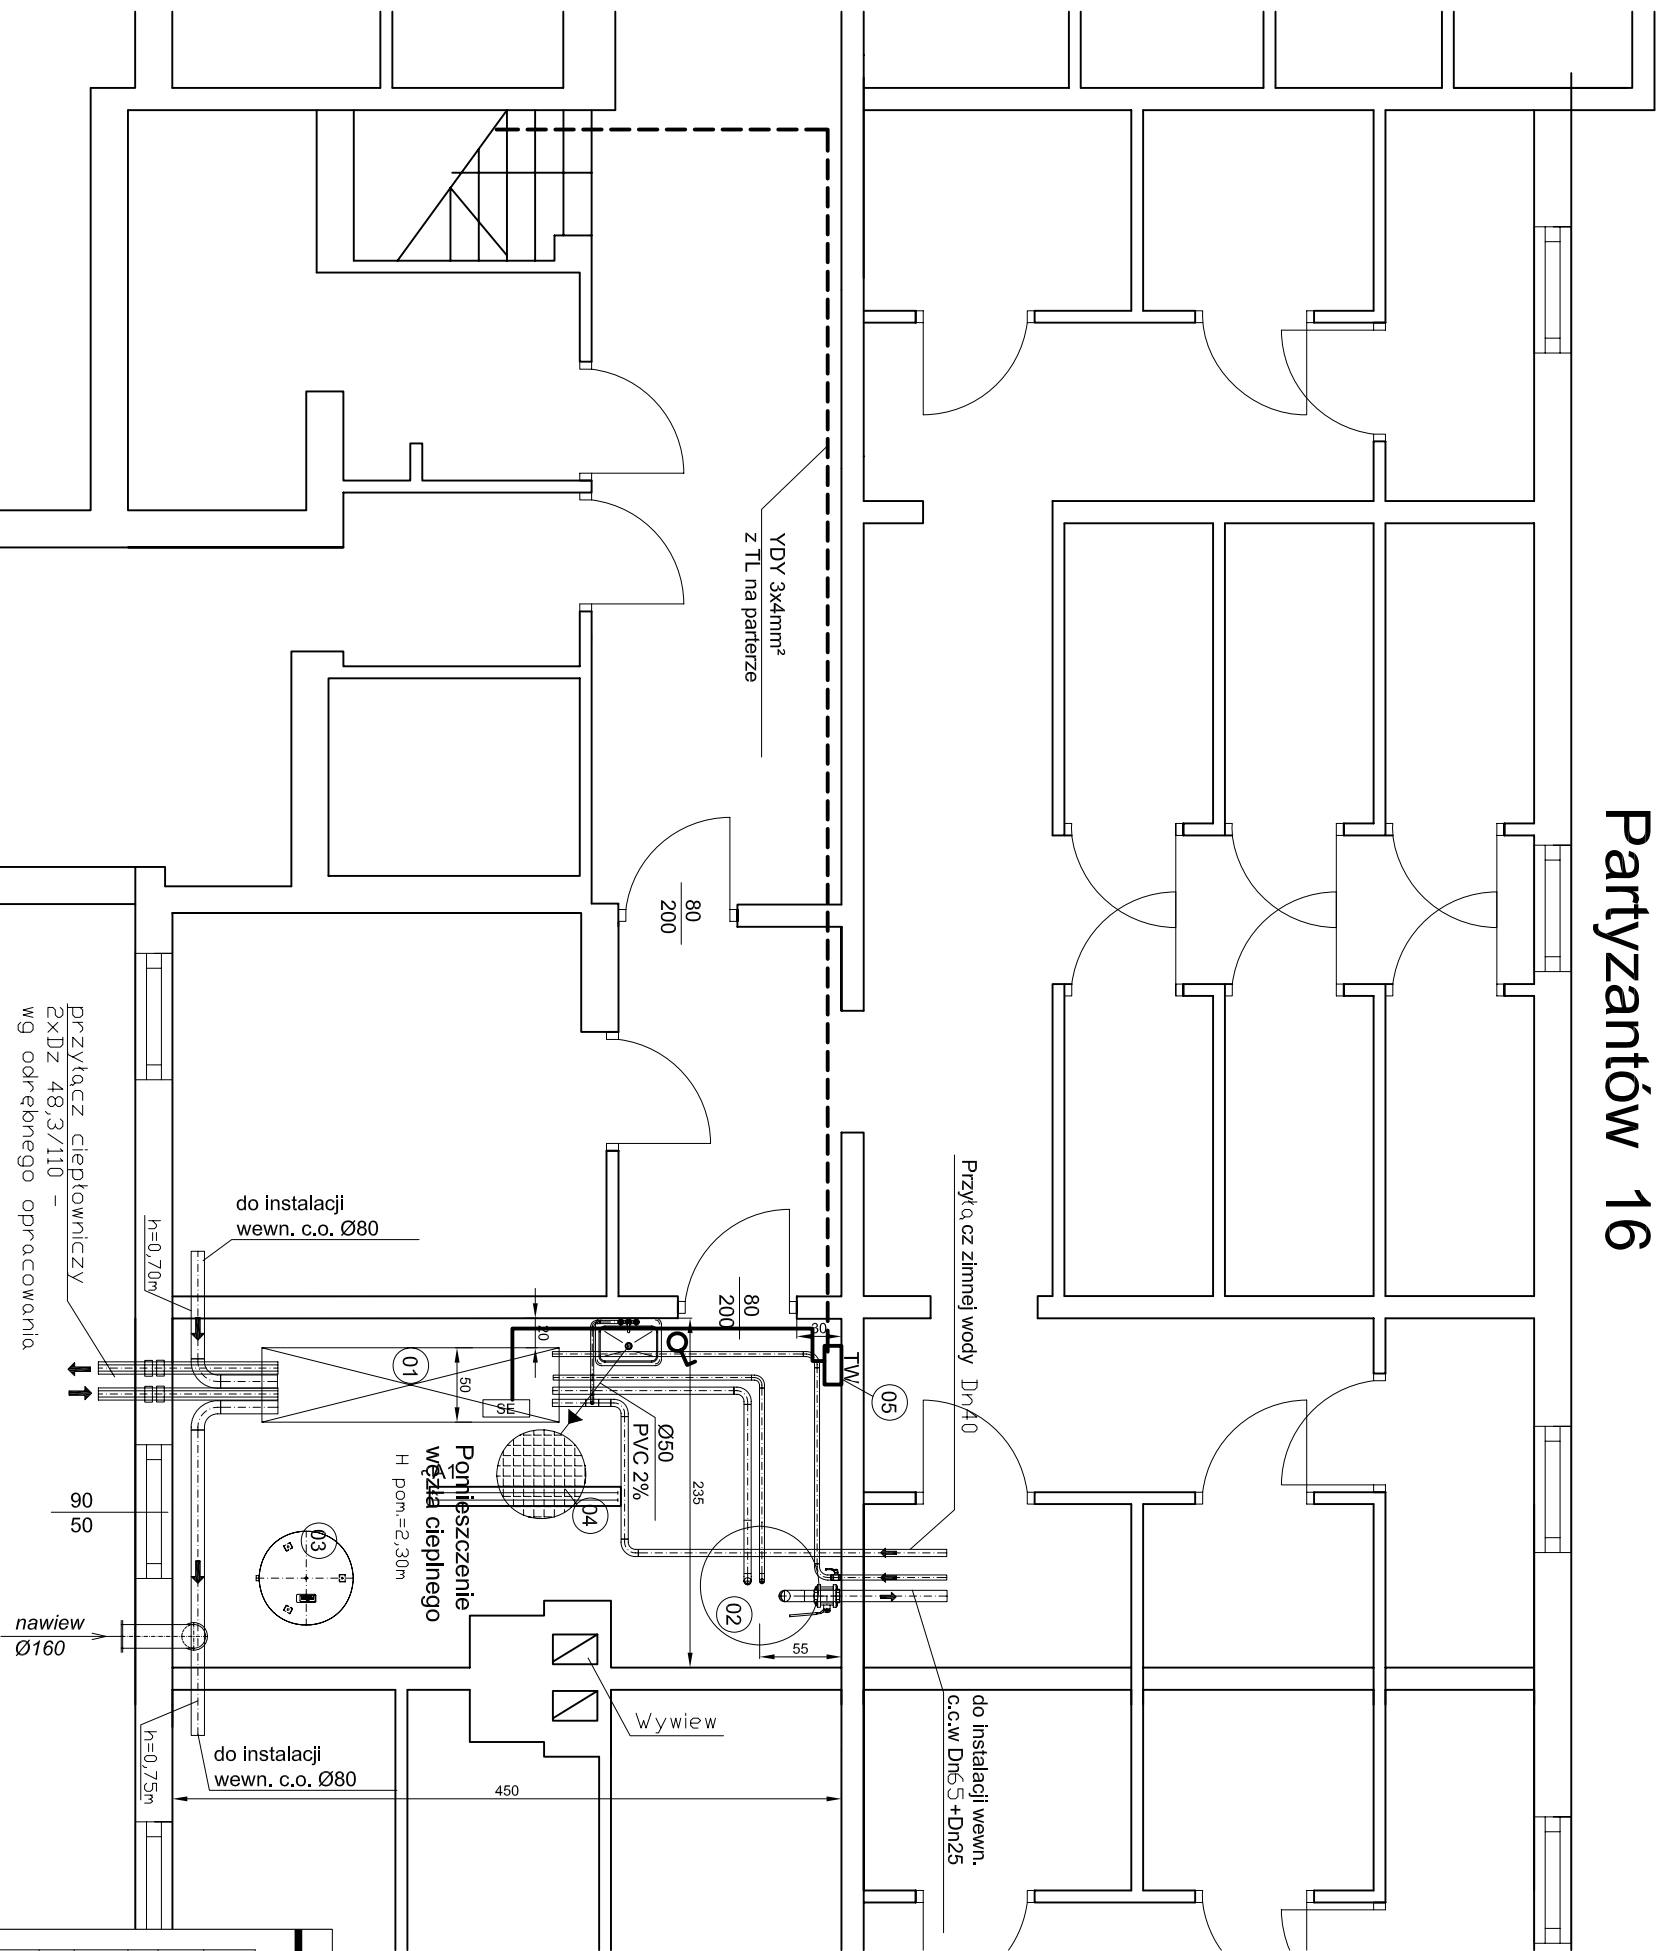 Partyzantów 16
YDY 3x4mm²
z TL na parterze
80
200
80
200
Przyłącz zimnej wody Dn40
do instalacji wewn.
c.c.w Dn65+Dn25
przyłącz ciepłowniczy
2xDz 48,3/110 -
wg odrębnego opracowania
h=0,70m
do instalacji
wewn. c.o. Ø80
01
50
20
SE
30
TW
05
Ø50
PVC 2%
235
04
02
55
03
A1
Pomieszczenie
węzła cieplnego
H pom.=2,30m
90
50
nawiew
Ø160
Wywiew
h=0,75m
do instalacji
wewn. c.o. Ø80
450